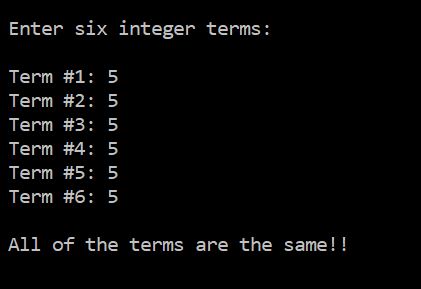 Enter six integer terms:
Term #1: 5
Term #2: 5
Term #3: 5
Term #4: 5
Term #5: 5
Term #6: 5
All of the terms are the same!!